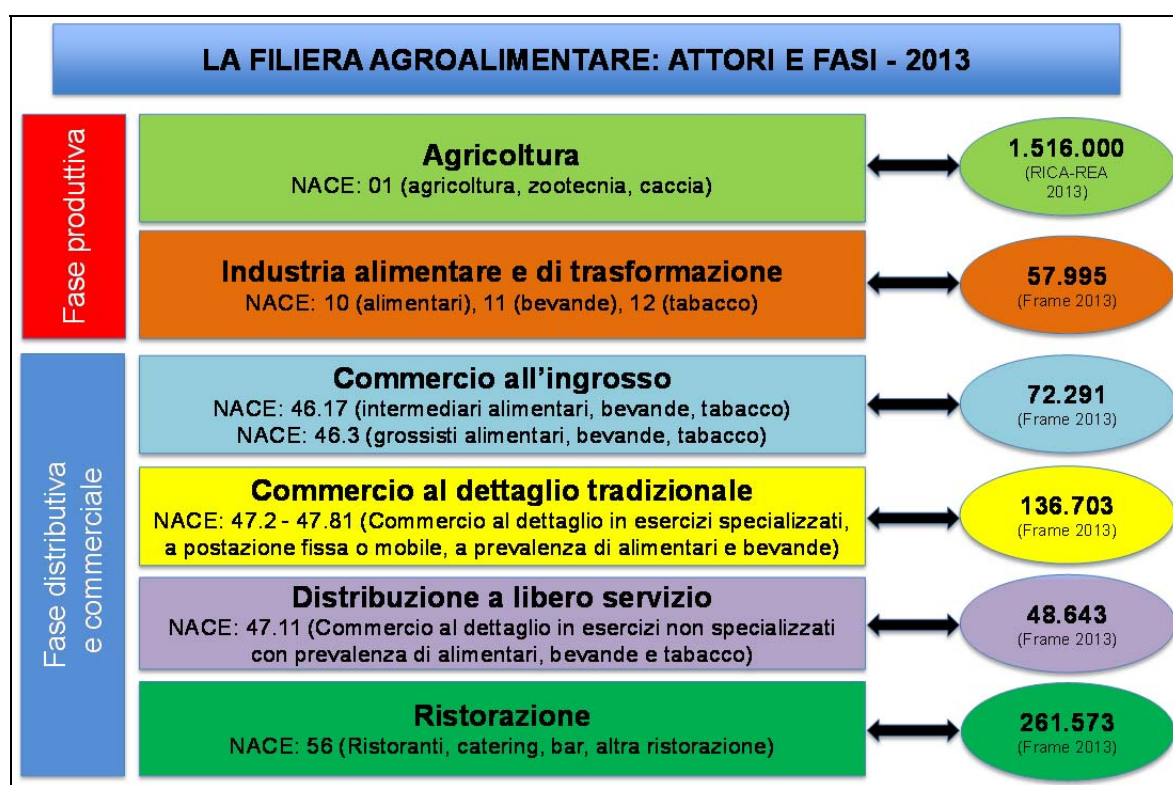 LA FILIERA AGROALIMENTARE: ATTORI E FASI - 2013
Fase produttiva
Agricoltura
NACE: 01 (agricoltura, zootecnia, caccia)
1.516.000
(RICA-REA
2013)
Industria alimentare e di trasformazione
NACE: 10 (alimentari), 11 (bevande), 12 (tabacco)
57.995
(Frame 2013)
Fase distributiva
e commerciale
Commercio all'ingrosso
NACE: 46.17 (intermediari alimentari, bevande, tabacco)
NACE: 46.3 (grossisti alimentari, bevande, tabacco)
72.291
(Frame 2013)
Commercio al dettaglio tradizionale
NACE: 47.2 - 47.81 (Commercio al dettaglio in esercizi specializzati,
a postazione fissa o mobile, a prevalenza di alimentari e bevande)
136.703
(Frame 2013)
Distribuzione a libero servizio
NACE: 47.11 (Commercio al dettaglio in esercizi non specializzati
con prevalenza di alimentari, bevande e tabacco)
48.643
(Frame 2013)
Ristorazione
NACE: 56 (Ristoranti, catering, bar, altra ristorazione)
261.573
(Frame 2013)